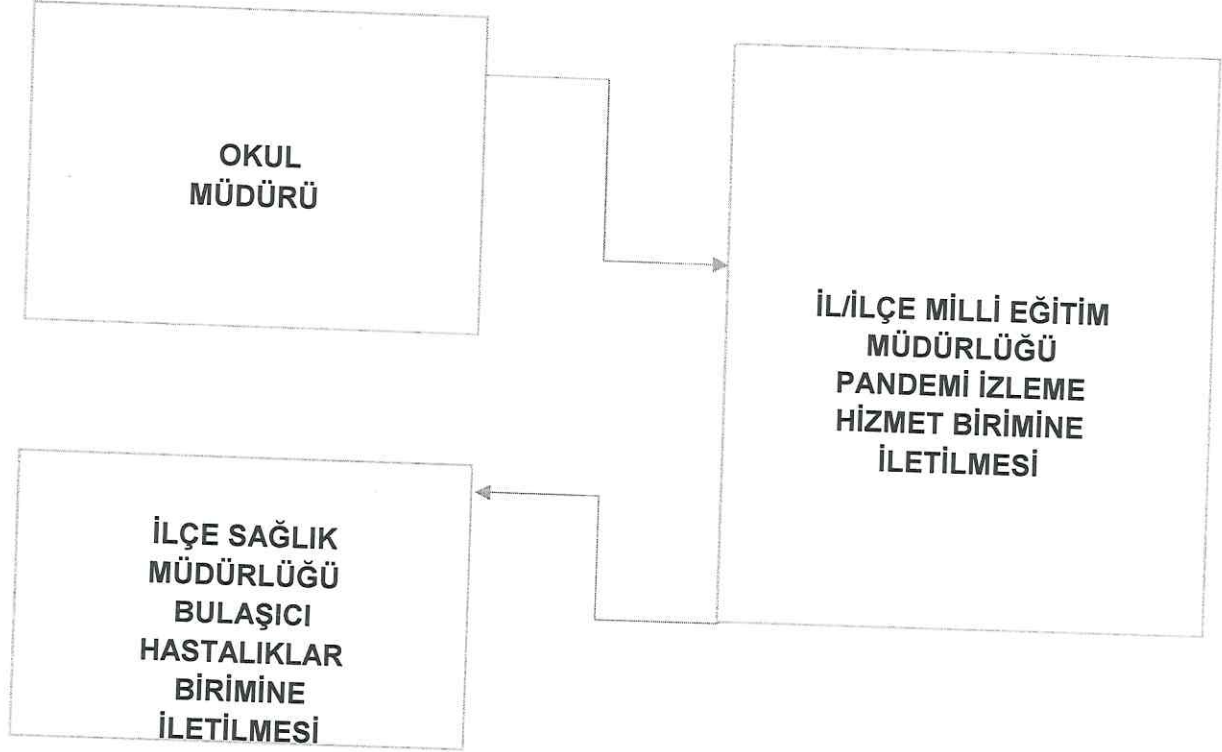 OKUL
MÜDÜRÜ
İL/İLÇE MİLLİ EĞİTİM
MÜDÜRLÜĞÜ
PANDEMİ İZLEME
HİZMET BİRİMİNE
İLETİLMESİ
İLÇE SAĞLIK
MÜDÜRLÜĞÜ
BULAŞICI
HASTALIKLAR
BİRİMİNE
İLETİLMESİ